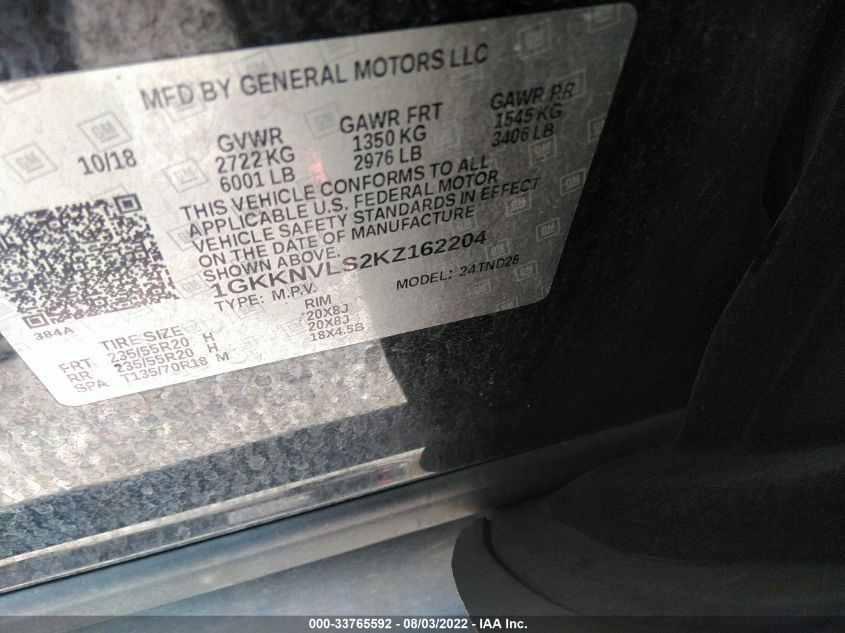 MFD BY GENERAL MOTORS LLC
10/18
GVWR
2722 KG
6001 LB
GAWR FRT
1350 KG
2976 LB
GAWR RR
1545 KG
3406 LB
THIS VEHICLE CONFORMS TO ALL
APPLICABLE U.S. FEDERAL MOTOR
VEHICLE SAFETY STANDARDS IN EFFECT
ON THE DATE OF MANUFACTURE
SHOWN ABOVE.
1GKKNVLS2KZ162204
TYPE: M.P.V.
MODEL: 24TND26
384A
TIRE SIZE RIM
FRT 235/55R20 H 20X8J
RR 235/55R20 H 20X8J
SPA T135/70R18 M 18X4.5B
GM
000-33765592 - 08/03/2022 - IAA Inc.